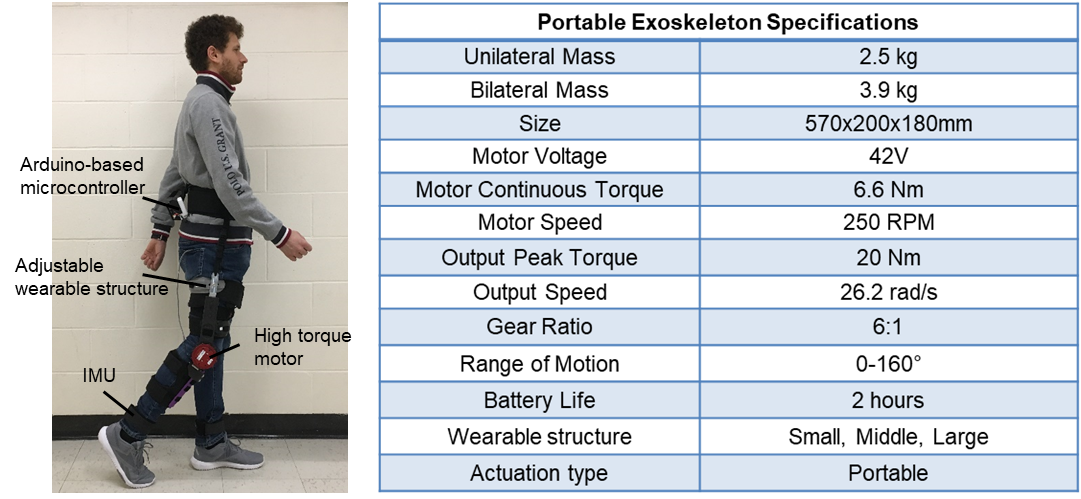 Arduino-based
microcontroller
Adjustable
wearable structure
High torque
motor
IMU
POLO U.S. GRANT
Portable Exoskeleton Specifications
Unilateral Mass 2.5 kg
Bilateral Mass 3.9 kg
Size 570x200x180mm
Motor Voltage 42V
Motor Continuous Torque 6.6 Nm
Motor Speed 250 RPM
Output Peak Torque 20 Nm
Output Speed 26.2 rad/s
Gear Ratio 6:1
Range of Motion 0-160°
Battery Life 2 hours
Wearable structure Small, Middle, Large
Actuation type Portable